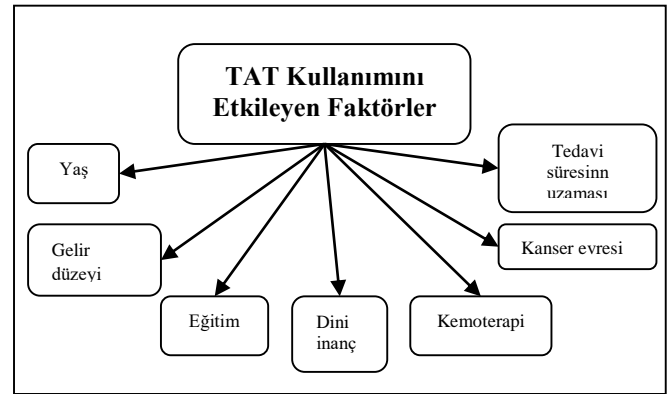 TAT Kullanımını
Etkileyen Faktörler
Yaş
Gelir
düzeyi
Eğitim
Dini
inanç
Kemoterapi
Kanser evresi
Tedavi
süresinn
uzaması